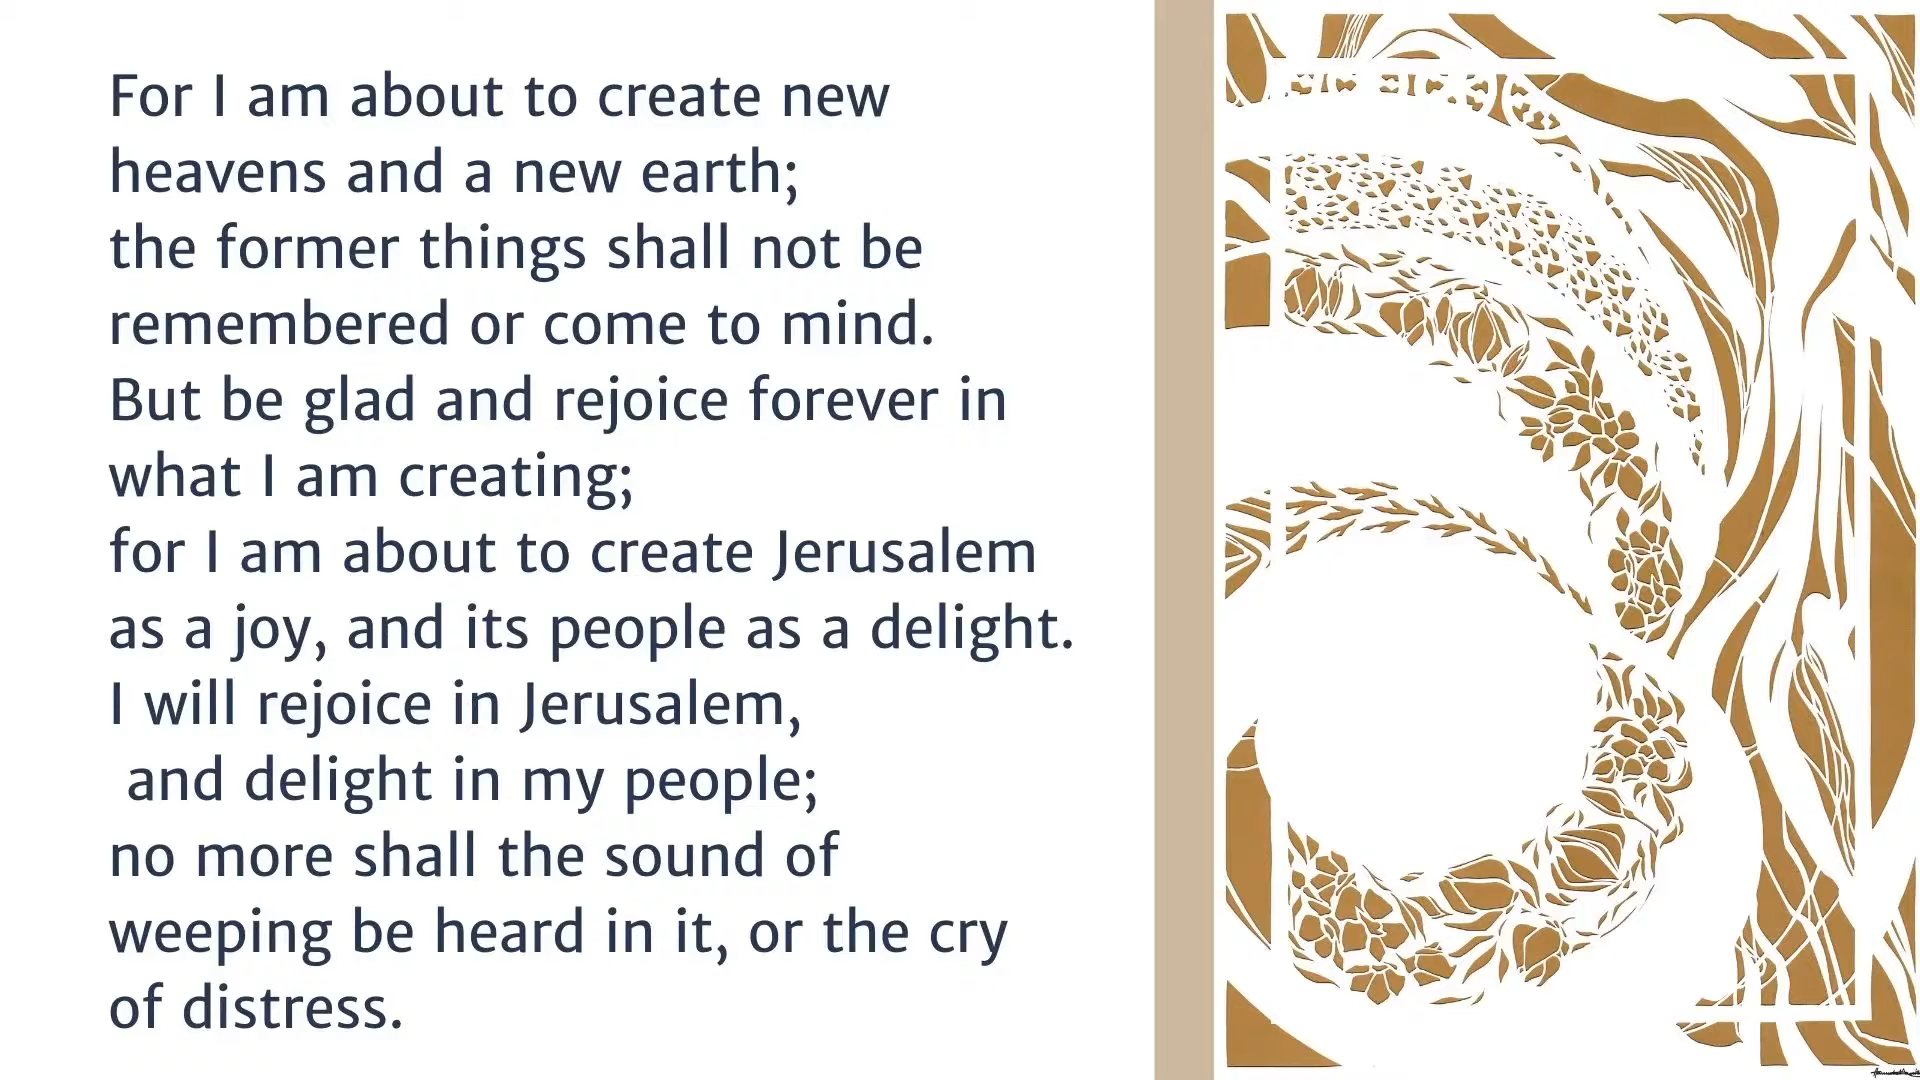 For I am about to create new
heavens and a new earth;
the former things shall not be
remembered or come to mind.
But be glad and rejoice forever in
what I am creating;
for I am about to create Jerusalem
as a joy, and its people as a delight.
I will rejoice in Jerusalem,
and delight in my people;
no more shall the sound of
weeping be heard in it, or the cry
of distress.